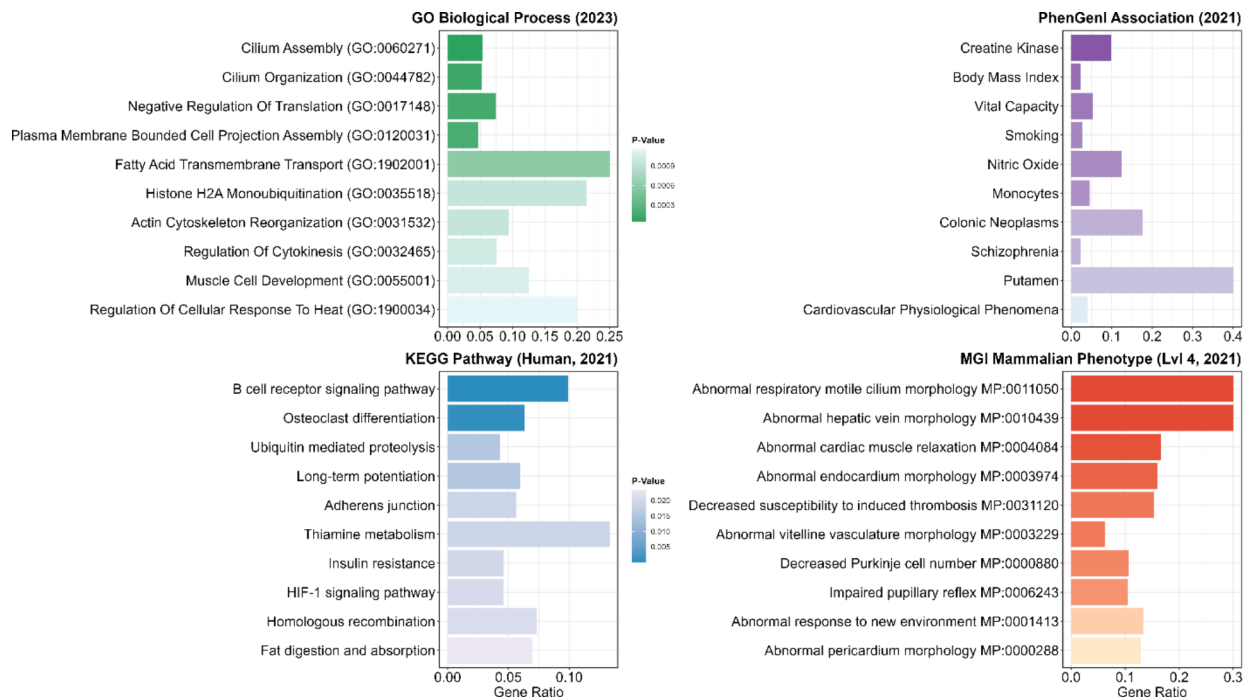 GO Biological Process (2023)
Cilium Assembly (GO:0060271)
Cilium Organization (GO:0044782)
Negative Regulation Of Translation (GO:0017148)
Plasma Membrane Bounded Cell Projection Assembly (GO:0120031)
Fatty Acid Transmembrane Transport (GO:1902001)
Histone H2A Monoubiquitination (GO:0035518)
Actin Cytoskeleton Reorganization (GO:0031532)
Regulation Of Cytokinesis (GO:0032465)
Muscle Cell Development (GO:0055001)
Regulation Of Cellular Response To Heat (GO:1900034)
0.00 0.05 0.10 0.15 0.20 0.25
P-Value
0.0009
0.0006
0.0003
PhenGenI Association (2021)
Creatine Kinase
Body Mass Index
Vital Capacity
Smoking
Nitric Oxide
Monocytes
Colonic Neoplasms
Schizophrenia
Putamen
Cardiovascular Physiological Phenomena
0.0 0.1 0.2 0.3 0.4
KEGG Pathway (Human, 2021)
B cell receptor signaling pathway
Osteoclast differentiation
Ubiquitin mediated proteolysis
Long-term potentiation
Adherens junction
Thiamine metabolism
Insulin resistance
HIF-1 signaling pathway
Homologous recombination
Fat digestion and absorption
0.00 0.05 0.10
Gene Ratio
P-Value
0.020
0.015
0.010
0.005
MGI Mammalian Phenotype (Lvl 4, 2021)
Abnormal respiratory motile cilium morphology MP:0011050
Abnormal hepatic vein morphology MP:0010439
Abnormal cardiac muscle relaxation MP:0004084
Abnormal endocardium morphology MP:0003974
Decreased susceptibility to induced thrombosis MP:0031120
Abnormal vitelline vasculature morphology MP:0003229
Decreased Purkinje cell number MP:0000880
Impaired pupillary reflex MP:0006243
Abnormal response to new environment MP:0001413
Abnormal pericardium morphology MP:0000288
0.0 0.1 0.2 0.3
Gene Ratio